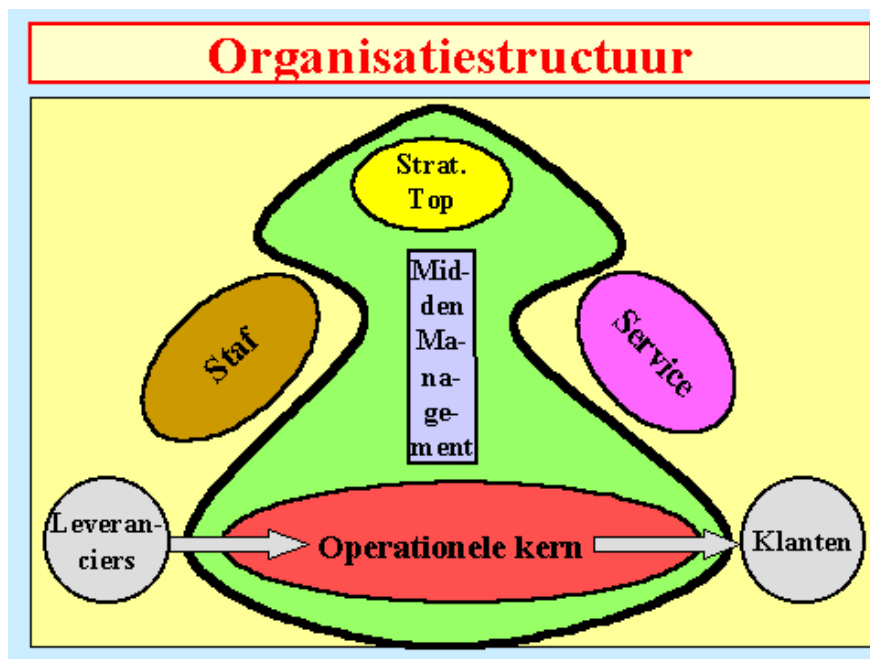 Organisatiestructuur
Strat.
Top
Mid-
den
Ma-
na-
ge-
ment
Staf
Service
Leveran-
ciers
Operationele kern
Klanten